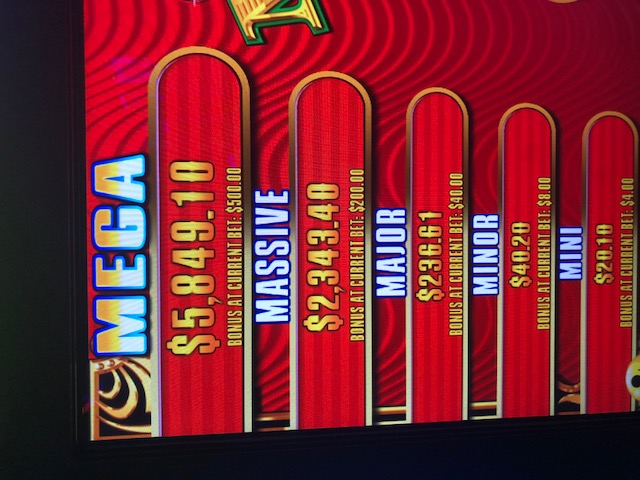 MEGA
$5,849.10
BONUS AT CURRENT BET: $500.00
MASSIVE
$2,343.40
BONUS AT CURRENT BET: $200.00
MAJOR
$236.61
BONUS AT CURRENT BET: $40.00
MINOR
$40.20
BONUS AT CURRENT BET: $8.00
MINI
$20.10
BONUS AT CURRENT BET: $4.00